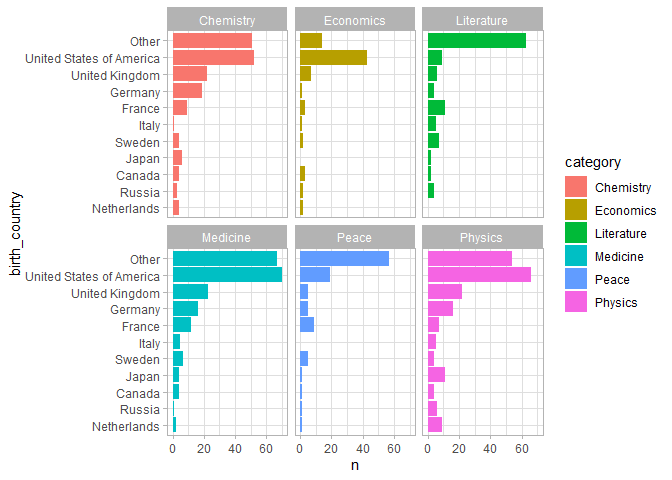 Chemistry Economics Literature
Other
United States of America
United Kingdom
Germany
France
Italy
Sweden
Japan
Canada
Russia
Netherlands
Medicine Peace Physics
Other
United States of America
United Kingdom
Germany
France
Italy
Sweden
Japan
Canada
Russia
Netherlands
0 20 40 60 0 20 40 60 0 20 40 60
n
birth_country
category
Chemistry
Economics
Literature
Medicine
Peace
Physics